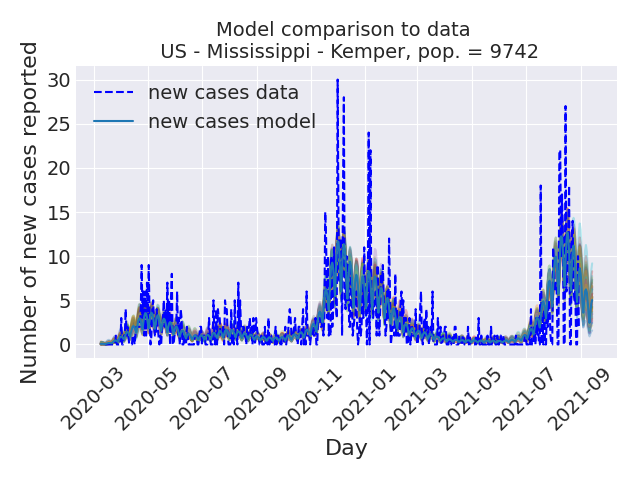 Model comparison to data
US - Mississippi - Kemper, pop. = 9742
Number of new cases reported
30
25
20
15
10
5
0
new cases data
new cases model
2020-03
2020-05
2020-07
2020-09
2020-11
2021-01
2021-03
2021-05
2021-07
2021-09
Day